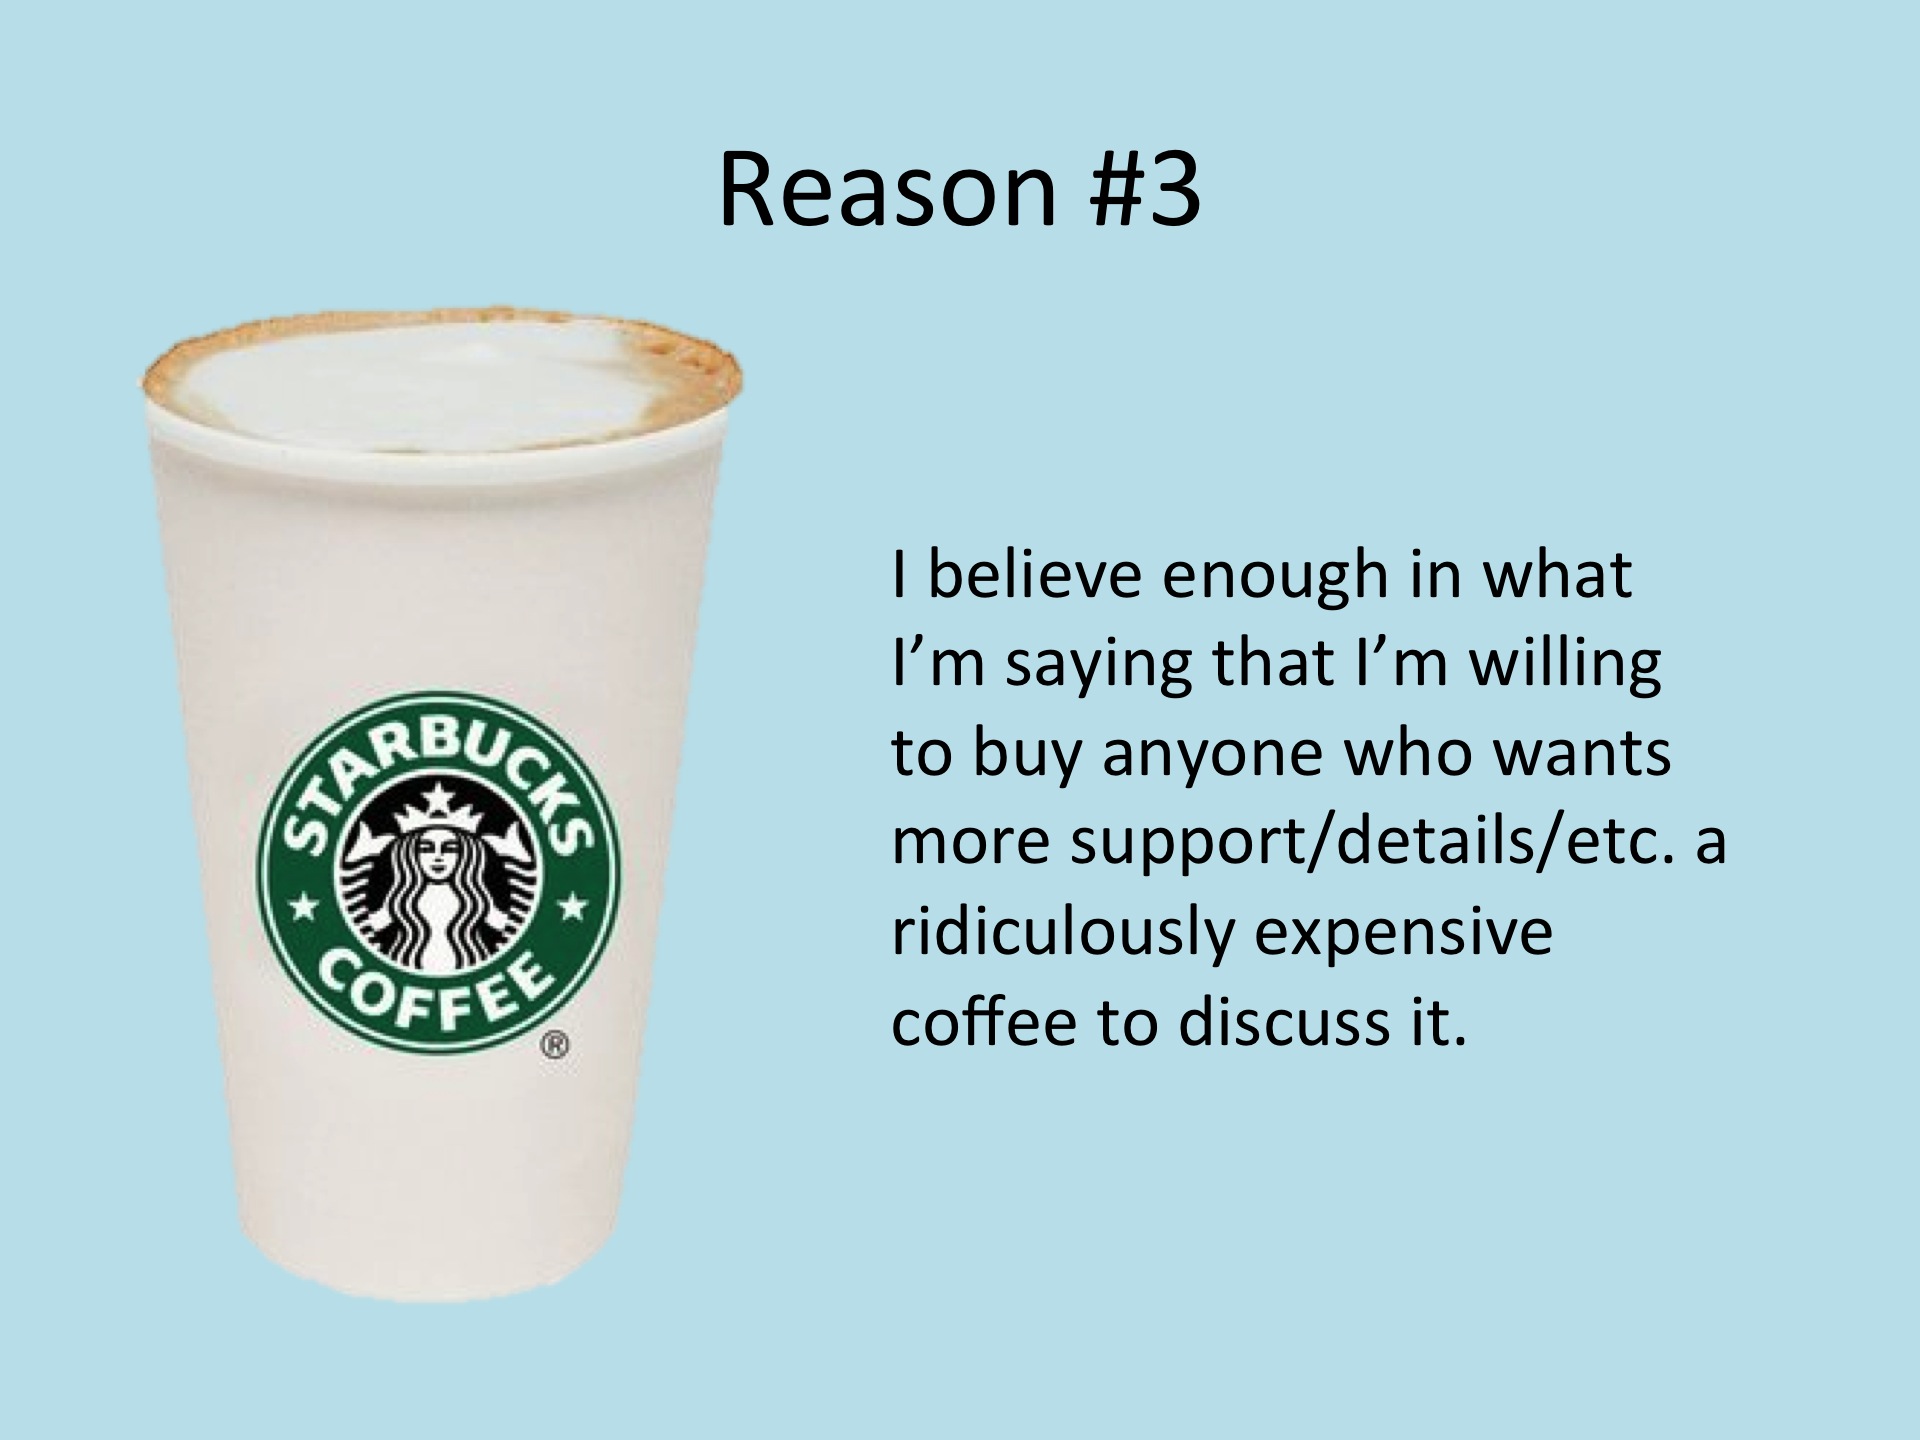 Reason #3
STARBUCKS
COFFEE
®
I believe enough in what
I’m saying that I’m willing
to buy anyone who wants
more support/details/etc. a
ridiculously expensive
coffee to discuss it.